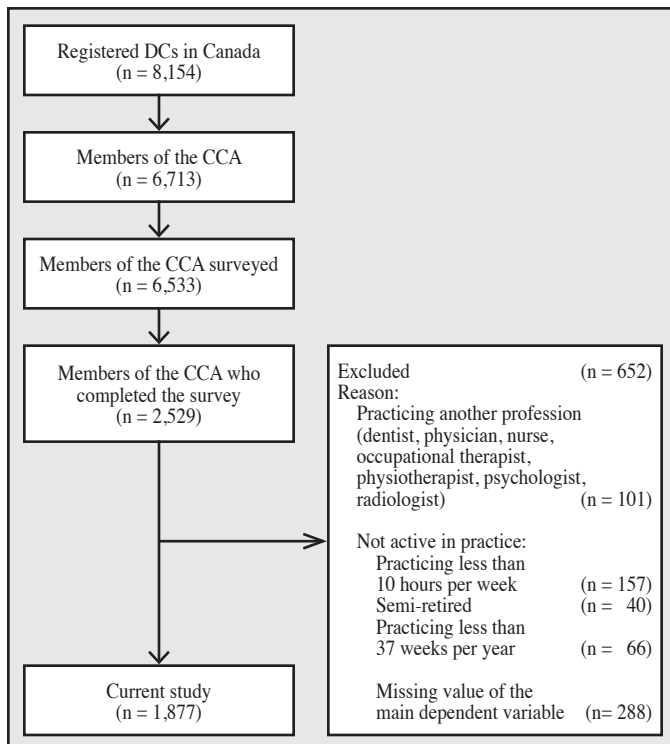 Registered DCs in Canada
(n = 8,154)
Members of the CCA
(n = 6,713)
Members of the CCA surveyed
(n = 6,533)
Members of the CCA who
completed the survey
(n = 2,529)
Excluded (n = 652)
Reason:
Practicing another profession
(dentist, physician, nurse,
occupational therapist,
physiotherapist, psychologist,
radiologist) (n = 101)
Not active in practice:
Practicing less than
10 hours per week (n = 157)
Semi-retired (n = 40)
Practicing less than
37 weeks per year (n = 66)
Missing value of the
main dependent variable (n= 288)
Current study
(n = 1,877)